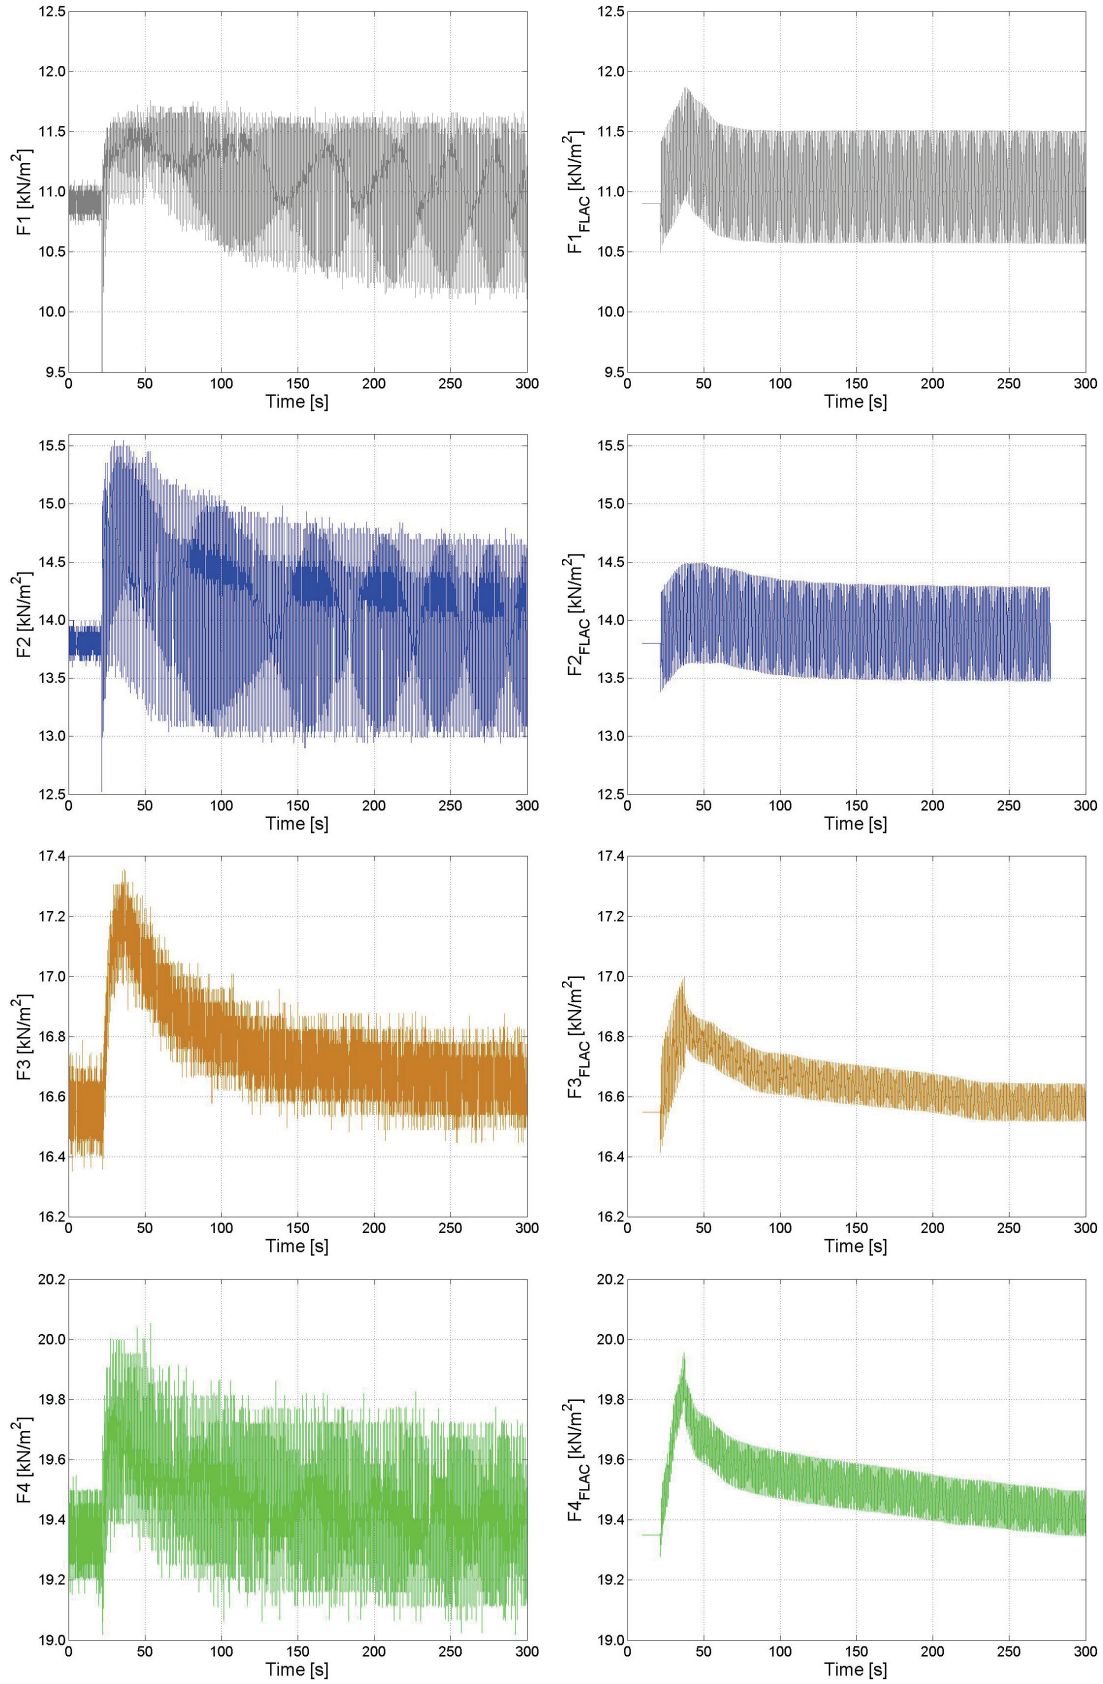 12.5
12.0
11.5
11.0
10.5
10.0
9.5
F1 [kN/m²]
0 50 100 150 200 250 300
Time [s]
12.5
12.0
11.5
11.0
10.5
10.0
9.5
F1FLAC [kN/m²]
0 50 100 150 200 250 300
Time [s]
15.5
15.0
14.5
14.0
13.5
13.0
12.5
F2 [kN/m²]
0 50 100 150 200 250 300
Time [s]
15.5
15.0
14.5
14.0
13.5
13.0
12.5
F2FLAC [kN/m²]
0 50 100 150 200 250 300
Time [s]
17.4
17.2
17.0
16.8
16.6
16.4
16.2
F3 [kN/m²]
0 50 100 150 200 250 300
Time [s]
17.4
17.2
17.0
16.8
16.6
16.4
16.2
F3FLAC [kN/m²]
0 50 100 150 200 250 300
Time [s]
20.2
20.0
19.8
19.6
19.4
19.2
19.0
F4 [kN/m²]
0 50 100 150 200 250 300
Time [s]
20.2
20.0
19.8
19.6
19.4
19.2
19.0
F4FLAC [kN/m²]
0 50 100 150 200 250 300
Time [s]